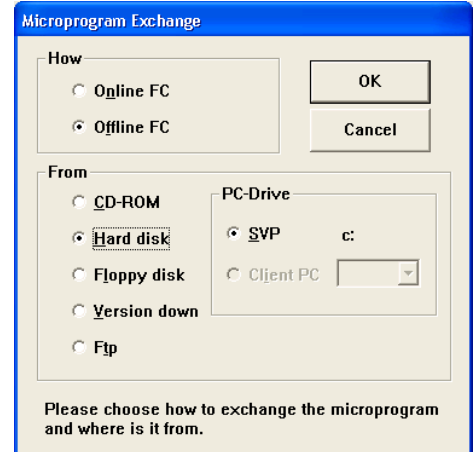 Microprogram Exchange
How
Online FC
Offline FC
OK
Cancel
From
CD-ROM
Hard disk
Floppy disk
Version down
Ftp
PC-Drive
SVP c:
Client PC
Please choose how to exchange the microprogram
and where is it from.